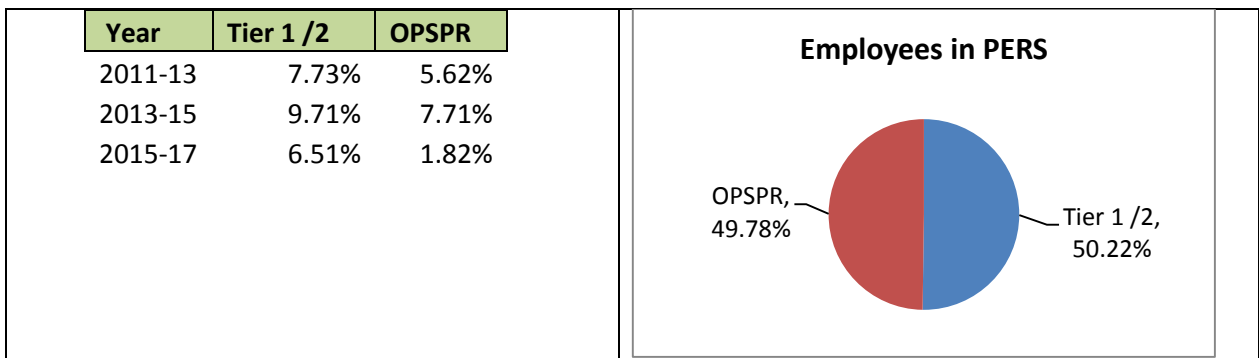 Year Tier 1 /2 OPSPR
2011-13 7.73% 5.62%
2013-15 9.71% 7.71%
2015-17 6.51% 1.82%
Employees in PERS
OPSPR,
49.78%
Tier 1 /2,
50.22%